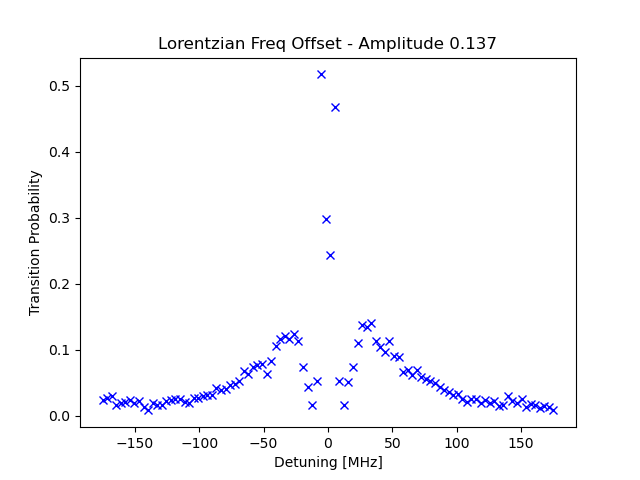 Lorentzian Freq Offset - Amplitude 0.137
0.5
0.4
0.3
0.2
0.1
0.0
Transition Probability
−150 −100 −50 0 50 100 150
Detuning [MHz]